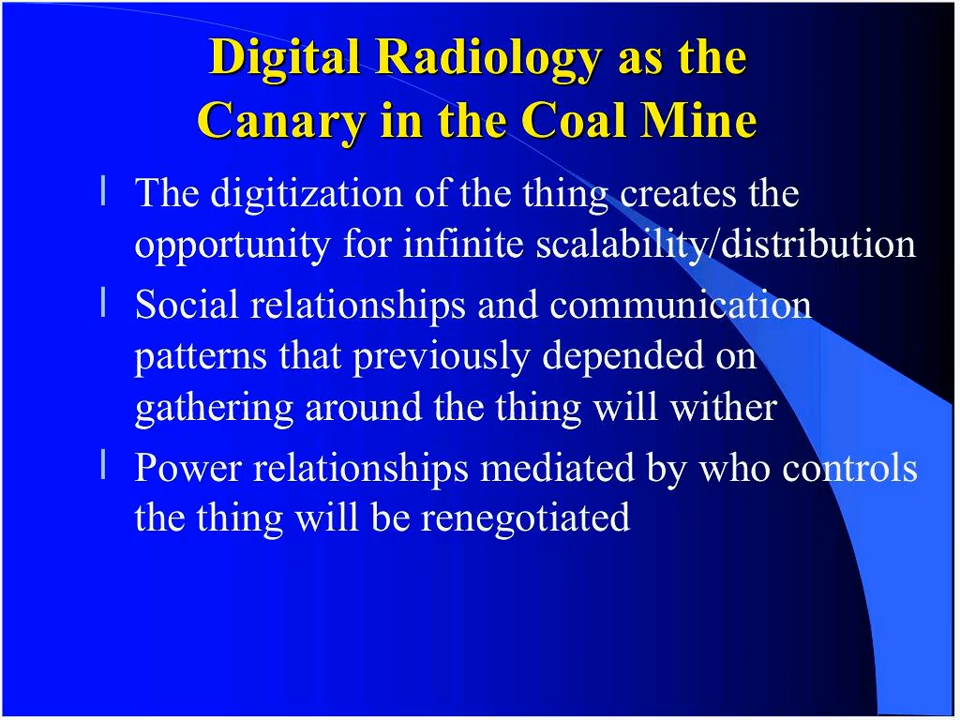 Digital Radiology as the
Canary in the Coal Mine
l The digitization of the thing creates the
opportunity for infinite scalability/distribution
l Social relationships and communication
patterns that previously depended on
gathering around the thing will wither
l Power relationships mediated by who controls
the thing will be renegotiated